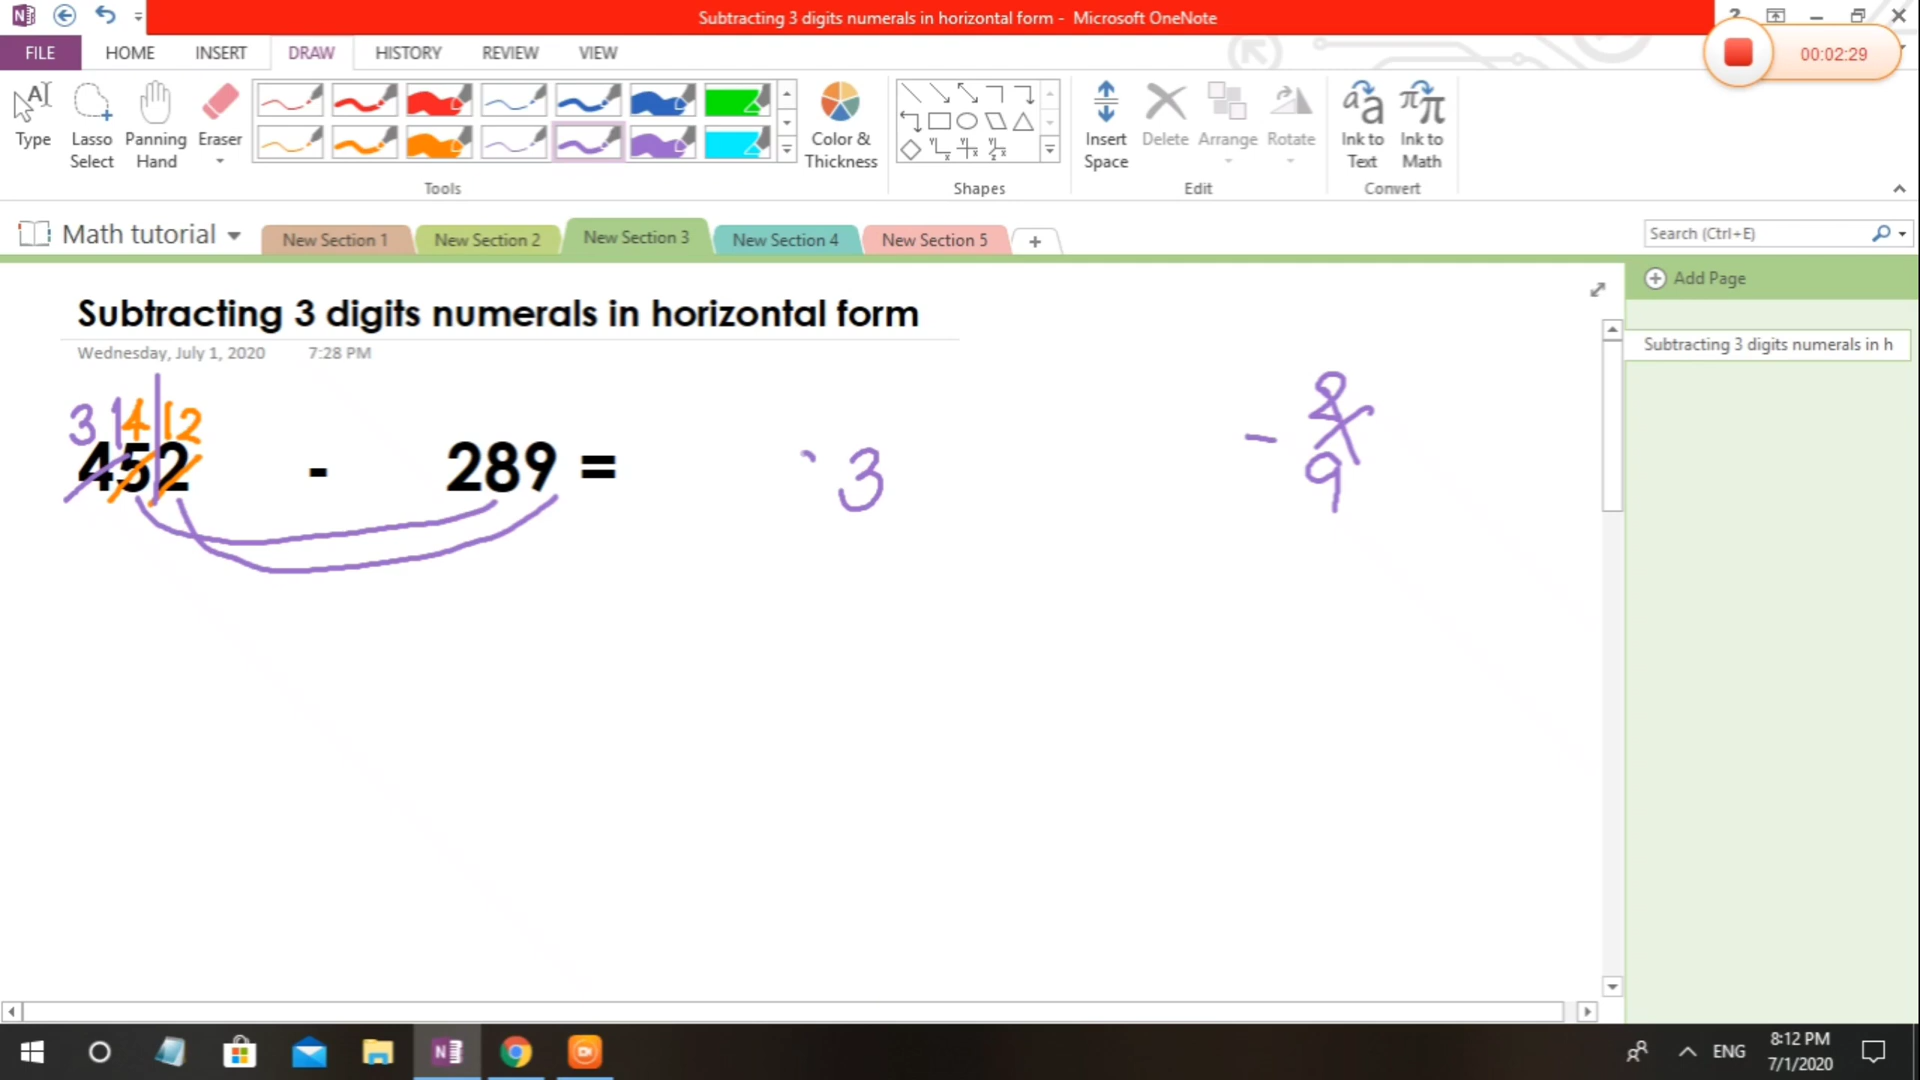 Subtracting 3 digits numerals in horizontal form - Microsoft OneNote
?
00:02:29
FILE HOME INSERT DRAW HISTORY REVIEW VIEW
Type
Lasso Select
Panning Hand
Eraser
Color & Thickness
Insert Space
Delete
Arrange
Rotate
Ink to Text
Ink to Math
Tools Shapes Edit Convert
Math tutorial New Section 1 New Section 2 New Section 3 New Section 4 New Section 5 +
Search (Ctrl+E)
Add Page
Subtracting 3 digits numerals in h
Subtracting 3 digits numerals in horizontal form
Wednesday, July 1, 2020 7:28 PM
3 14 12
452 - 289 = 3
2
- 9
ENG
8:12 PM
7/1/2020